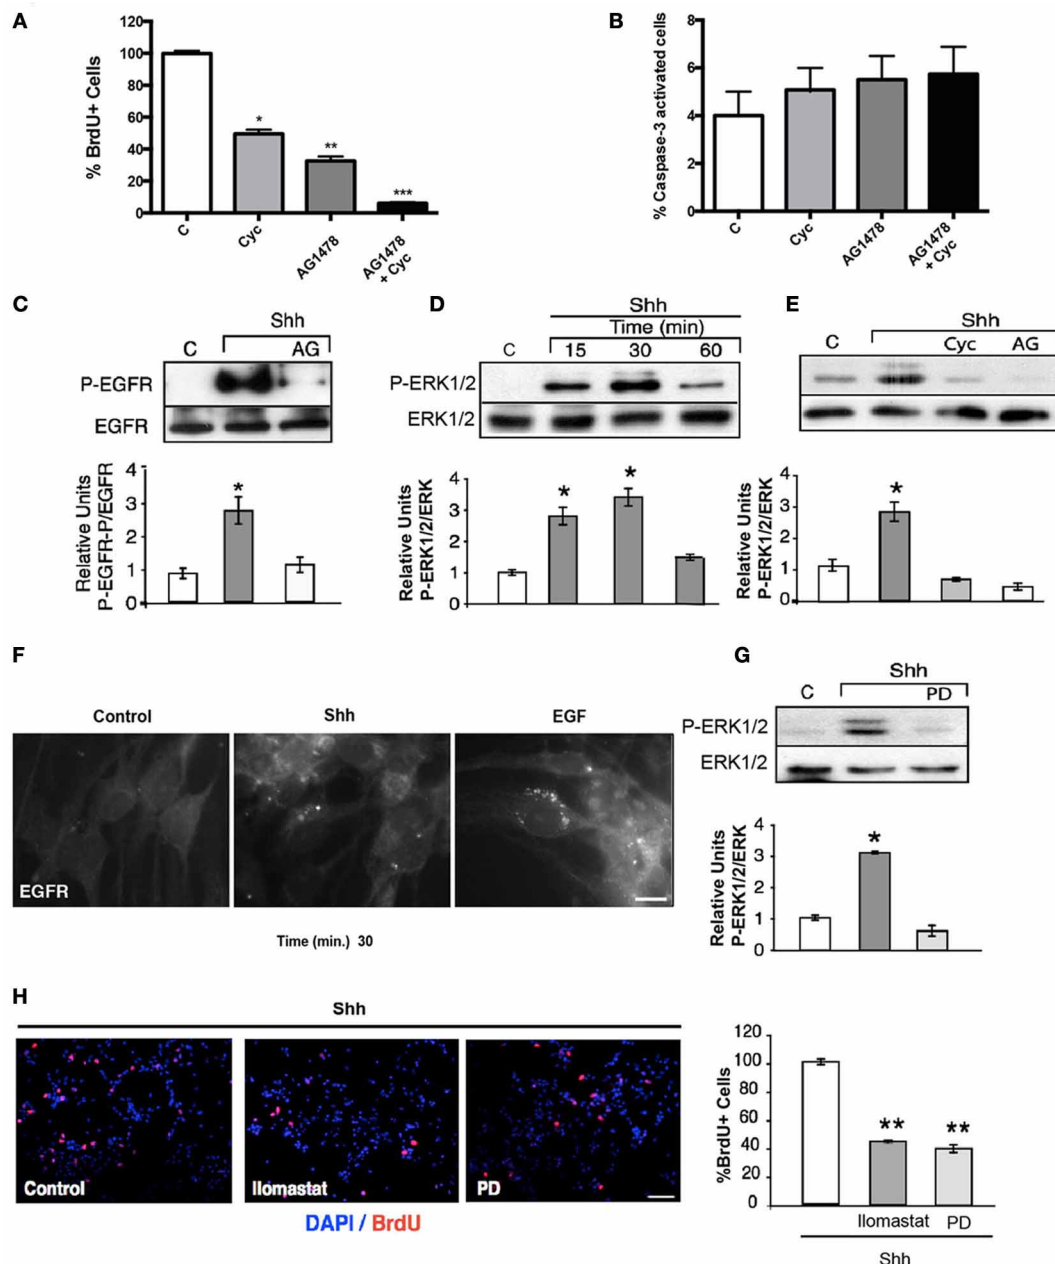 A
% BrdU+ Cells
120
100
80
60
40
20
0
*
**
***
C
Cyc
AG1478
AG1478
+ Cyc
B
% Caspase-3 activated cells
8
6
4
2
0
C
Cyc
AG1478
AG1478
+ Cyc
C
Shh
C
AG
P-EGFR
EGFR
Relative Units
P-EGFR-P/EGFR
4
3
2
1
0
*
D
Shh
Time (min)
C
15
30
60
P-ERK1/2
ERK1/2
Relative Units
P-ERK1/2/ERK
4
3
2
1
0
*
*
E
Shh
C
Cyc
AG
Relative Units
P-ERK1/2/ERK
4
3
2
1
0
*
F
Control
Shh
EGF
EGFR
Time (min.) 30
G
Shh
C
PD
P-ERK1/2
ERK1/2
Relative Units
P-ERK1/2/ERK
4
3
2
1
0
*
H
Shh
Control
Ilomastat
PD
DAPI / BrdU
%BrdU+ Cells
120
100
80
60
40
20
0
**
**
Ilomastat
PD
Shh